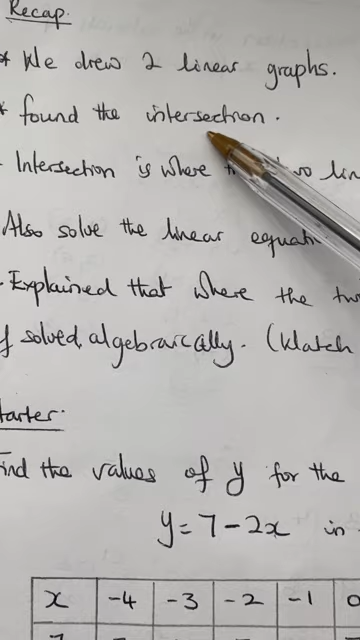 Recap.
* We drew 2 linear graphs.
* found the intersection.
- Intersection is where
Also solve the linear
- Explained that where the
solved algebraically. (Watch
Starter.
Find the values of y for the
y = 7 - 2x in
x -4 -3 -2 -1 0